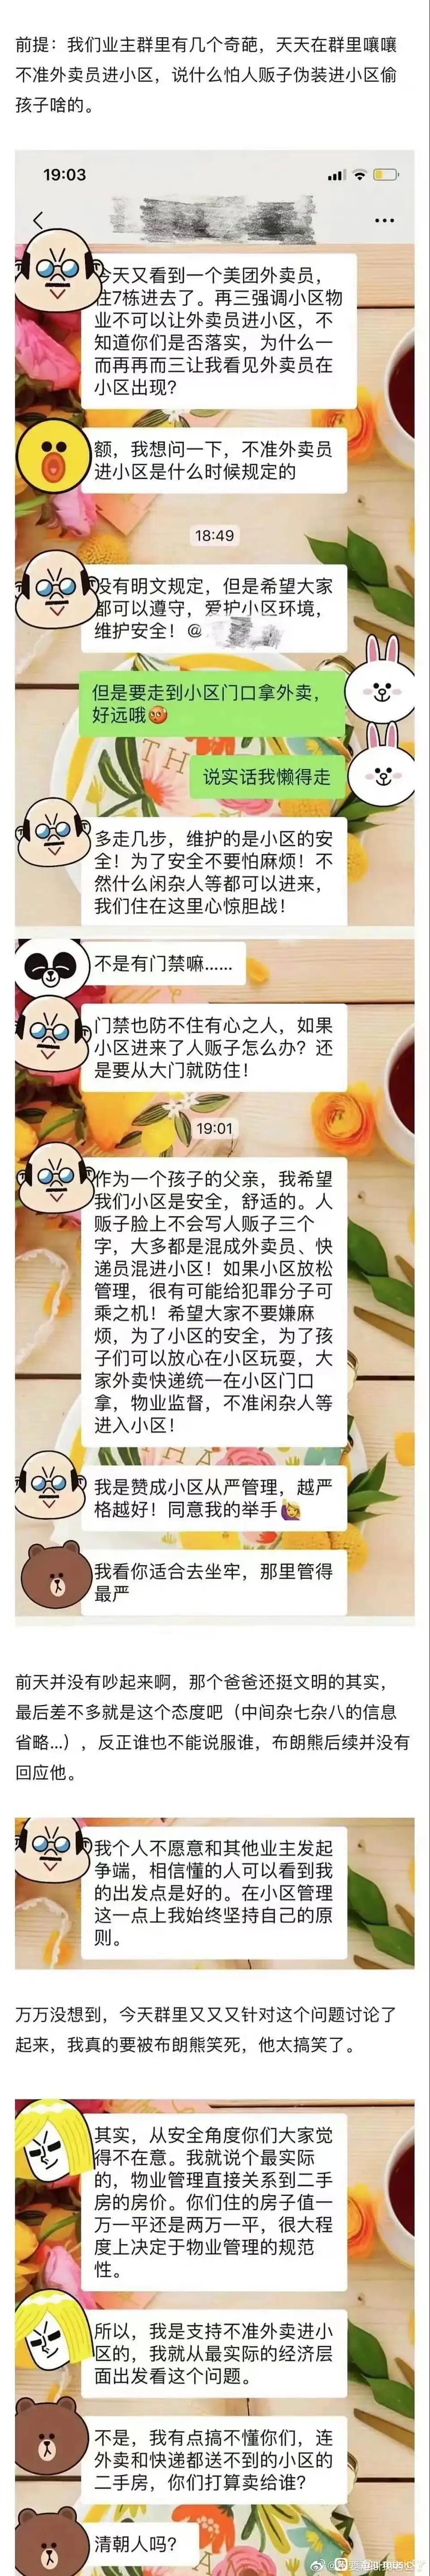 前提：我们业主群里有几个奇葩，天天在群里嚷嚷
不准外卖员进小区，说什么怕人贩子伪装进小区偷
孩子啥的。
19:03
今天又看到一个美团外卖员，
往7栋进去了。再三强调小区物
业不可以让外卖员进小区，不
知道你们是否落实，为什么一
而再再而三让我看见外卖员在
小区出现？
额，我想问一下，不准外卖员
进小区是什么时候规定的
18:49
没有明文规定，但是希望大家
都可以遵守，爱护小区环境，
维护安全！@
但是要走到小区门口拿外卖，
好远哦
说实话我懒得走
多走几步，维护的是小区的安
全！为了安全不要怕麻烦！不
然什么闲杂人等都可以进来，
我们住在这里心惊胆战！
不是有门禁嘛......
门禁也防不住有心之人，如果
小区进来了人贩子怎么办？还
是要从大门就防住！
19:01
作为一个孩子的父亲，我希望
我们小区是安全，舒适的。人
贩子脸上不会写人贩子三个
字，大多都是混成外卖员、快
递员混进小区！如果小区放松
管理，很有可能给犯罪分子可
乘之机！希望大家不要嫌麻
烦，为了小区的安全，为了孩
子们可以放心在小区玩耍，大
家外卖快递统一在小区门口
拿，物业监督，不准闲杂人等
进入小区！
我是赞成小区从严管理，越严
格越好！同意我的举手🙋‍♀️
我看你适合去坐牢，那里管得
最严
前天并没有吵起来啊，那个爸爸还挺文明的其实，
最后差不多就是这个态度吧（中间杂七杂八的信息
省略...），反正谁也不能说服谁，布朗熊后续并没有
回应他。
我个人不愿意和其他业主发起
争端，相信懂的人可以看到我
的出发点是好的。在小区管理
这一点上我始终坚持自己的原
则。
万万没想到，今天群里又又又针对这个问题讨论了
起来，我真的要被布朗熊笑死，他太搞笑了。
其实，从安全角度你们大家觉
得不在意。我就说个最实际
的，物业管理直接关系到二手
房的房价。你们住的房子值一
万一平还是两万一平，很大程
度上决定于物业管理的规范
性。
所以，我是支持不准外卖进小
区的，我就从最实际的经济层
面出发看这个问题。
不是，我有点搞不懂你们，连
外卖和快递都送不到的小区的
二手房，你们打算卖给谁？
清朝人吗？